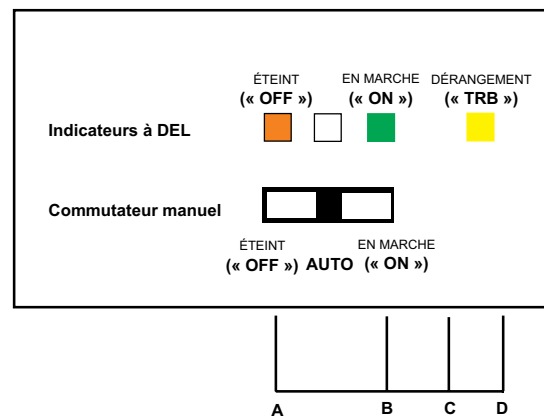 ÉTEINT EN MARCHE DÉRANGEMENT
(« OFF ») (« ON ») (« TRB »)
Indicateurs à DEL
Commutateur manuel
ÉTEINT EN MARCHE
(« OFF ») AUTO (« ON »)
A B C D